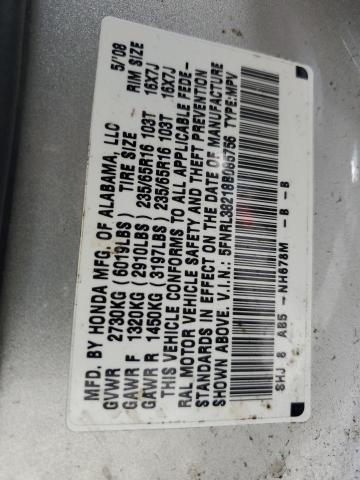 MFD. BY HONDA MFG. OF ALABAMA, LLC 5/'08
GVWR 2730KG (6019LBS) TIRE SIZE RIM SIZE
GAWR F 1320KG (2910LBS) 235/65R16 103T 16X7J
GAWR R 1450KG (3197LBS) 235/65R16 103T 16X7J
THIS VEHICLE CONFORMS TO ALL APPLICABLE FEDE-
RAL MOTOR VEHICLE SAFETY AND THEFT PREVENTION
STANDARDS IN EFFECT ON THE DATE OF MANUFACTURE
SHOWN ABOVE. V.I.N.: 5FNRL38218B085756 TYPE:MPV
SHJ 8 A85 -NH678M - B - B